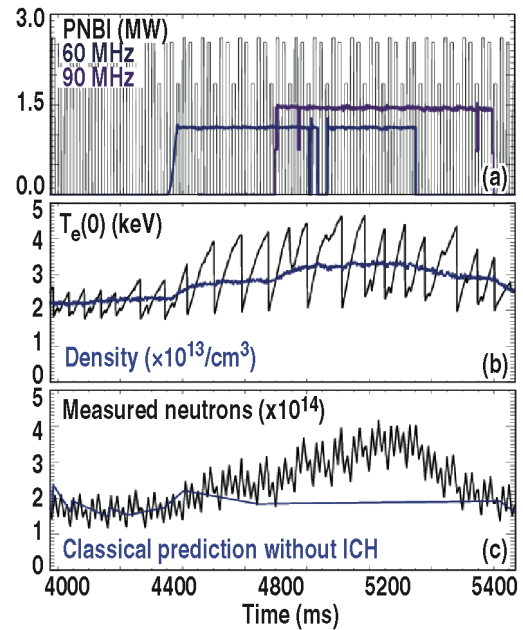 3.0
PNBI (MW)
60 MHz
90 MHz
1.5
0.0
(a)
5
Te(0) (keV)
4
3
2
1
Density (×10¹³/cm³)
0
(b)
5
Measured neutrons (x10¹⁴)
4
3
2
1
Classical prediction without ICH
0
(c)
4000 4400 4800 5200 5400
Time (ms)